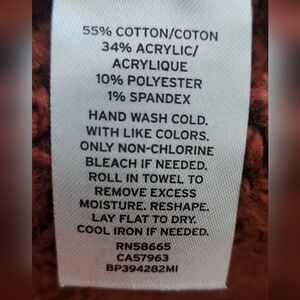 55% COTTON/COTON
34% ACRYLIC/
ACRYLIQUE
10% POLYESTER
1% SPANDEX
HAND WASH COLD.
WITH LIKE COLORS.
ONLY NON-CHLORINE
BLEACH IF NEEDED.
ROLL IN TOWEL TO
REMOVE EXCESS
MOISTURE. RESHAPE.
LAY FLAT TO DRY.
COOL IRON IF NEEDED.
RN58665
CA57963
BP394282MI